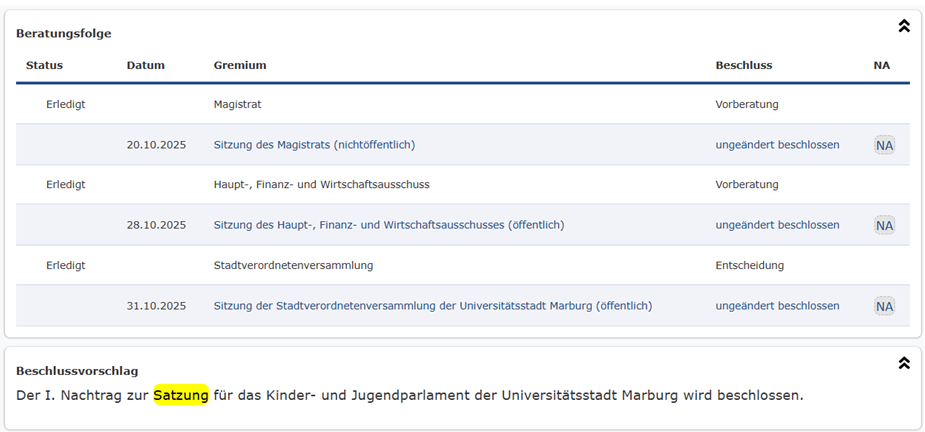 Beratungsfolge
Status Datum Gremium Beschluss NA
Erledigt Magistrat Vorberatung
20.10.2025 Sitzung des Magistrats (nichtöffentlich) ungeändert beschlossen NA
Erledigt Haupt-, Finanz- und Wirtschaftsausschuss Vorberatung
28.10.2025 Sitzung des Haupt-, Finanz- und Wirtschaftsausschusses (öffentlich) ungeändert beschlossen NA
Erledigt Stadtverordnetenversammlung Entscheidung
31.10.2025 Sitzung der Stadtverordnetenversammlung der Universitätsstadt Marburg (öffentlich) ungeändert beschlossen NA
Beschlussvorschlag
Der I. Nachtrag zur Satzung für das Kinder- und Jugendparlament der Universitätsstadt Marburg wird beschlossen.